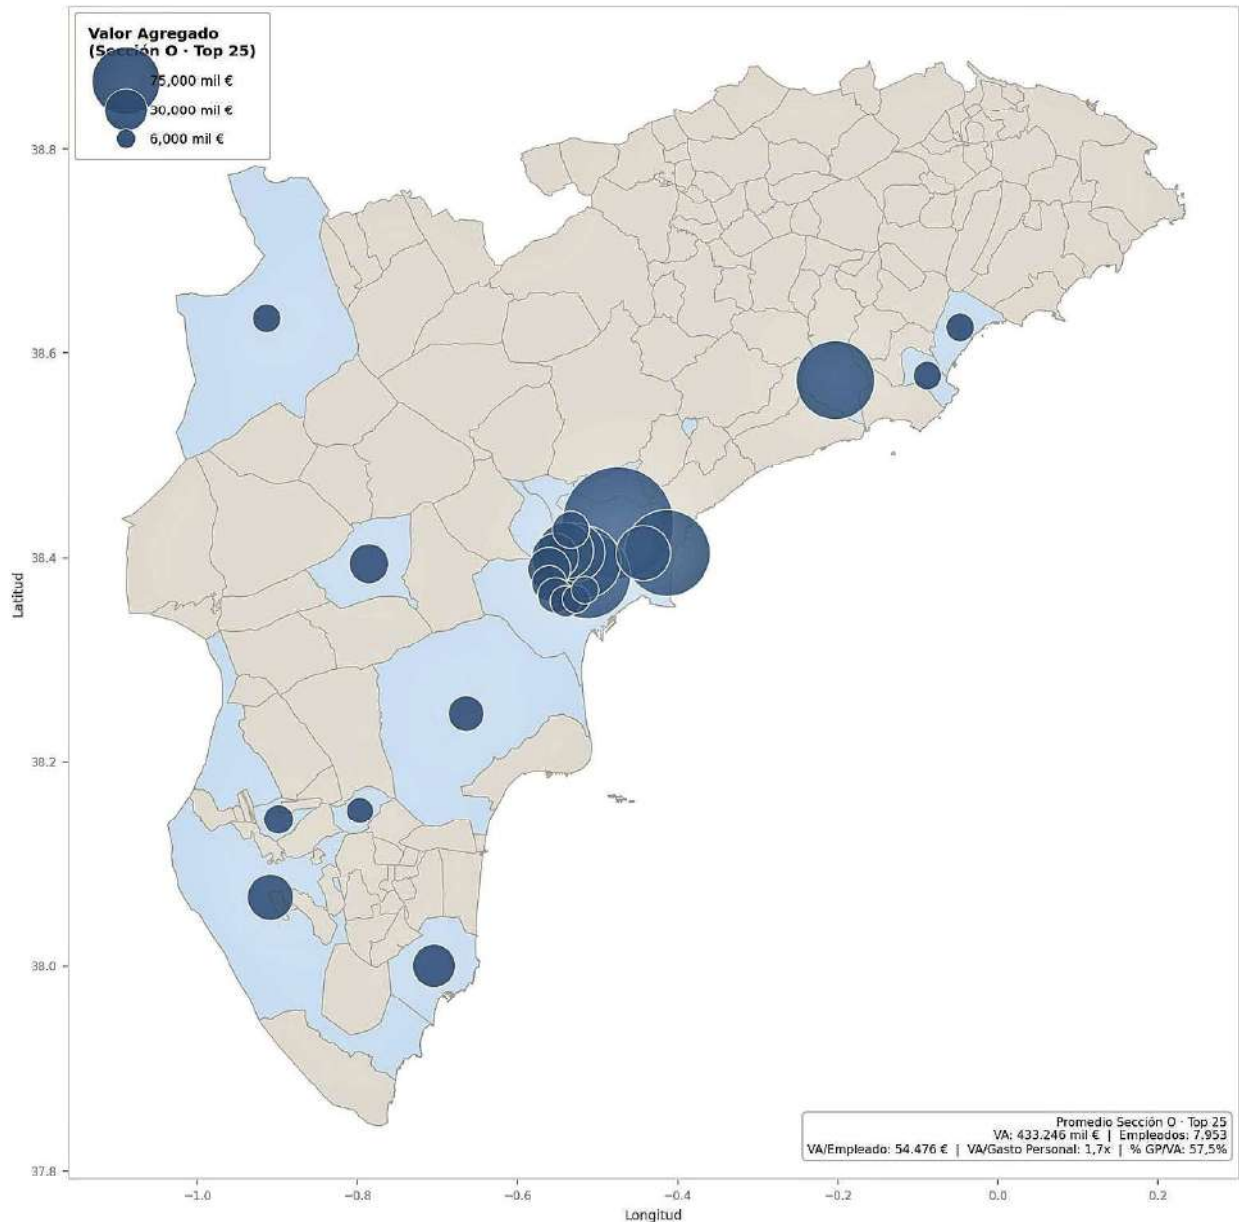 Valor Agregado
(Sección O · Top 25)
75,000 mil €
30,000 mil €
6,000 mil €
38.8
38.6
38.4
38.2
38.0
37.8
Latitud
−1.0
−0.8
−0.6
−0.4
−0.2
0.0
0.2
Longitud
Promedio Sección O · Top 25
VA: 433.246 mil € | Empleados: 7.953
VA/Empleado: 54.476 € | VA/Gasto Personal: 1,7x | % GP/VA: 57,5%